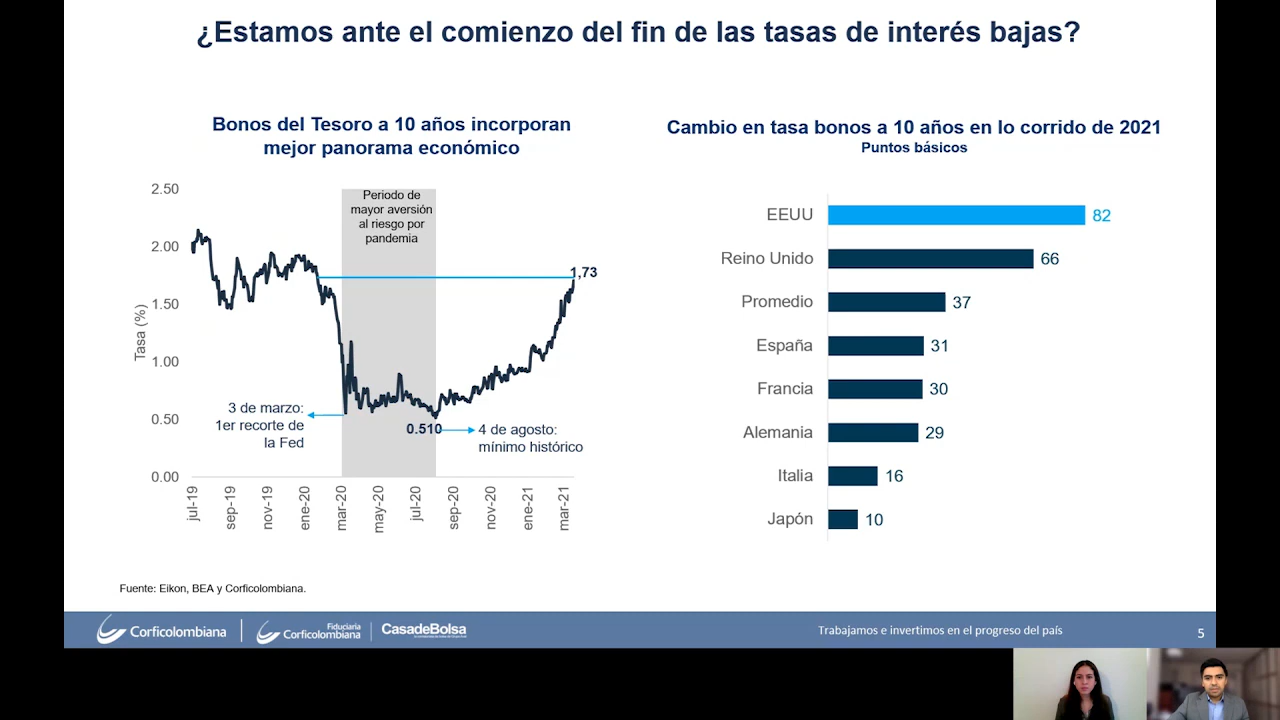 ¿Estamos ante el comienzo del fin de las tasas de interés bajas?
Bonos del Tesoro a 10 años incorporan
mejor panorama económico
Tasa (%)
2.50
2.00
1.50
1.00
0.50
0.00
Periodo de
mayor aversión
al riesgo por
pandemia
1,73
3 de marzo:
1er recorte de
la Fed
0.510
4 de agosto:
mínimo histórico
jul-19
sep-19
nov-19
ene-20
mar-20
may-20
jul-20
sep-20
nov-20
ene-21
mar-21
Cambio en tasa bonos a 10 años en lo corrido de 2021
Puntos básicos
EEUU 82
Reino Unido 66
Promedio 37
España 31
Francia 30
Alemania 29
Italia 16
Japón 10
Fuente: Eikon, BEA y Corficolombiana.
Corficolombiana
Fiduciaria
Corficolombiana
CasadeBolsa
Trabajamos e invertimos en el progreso del país
5